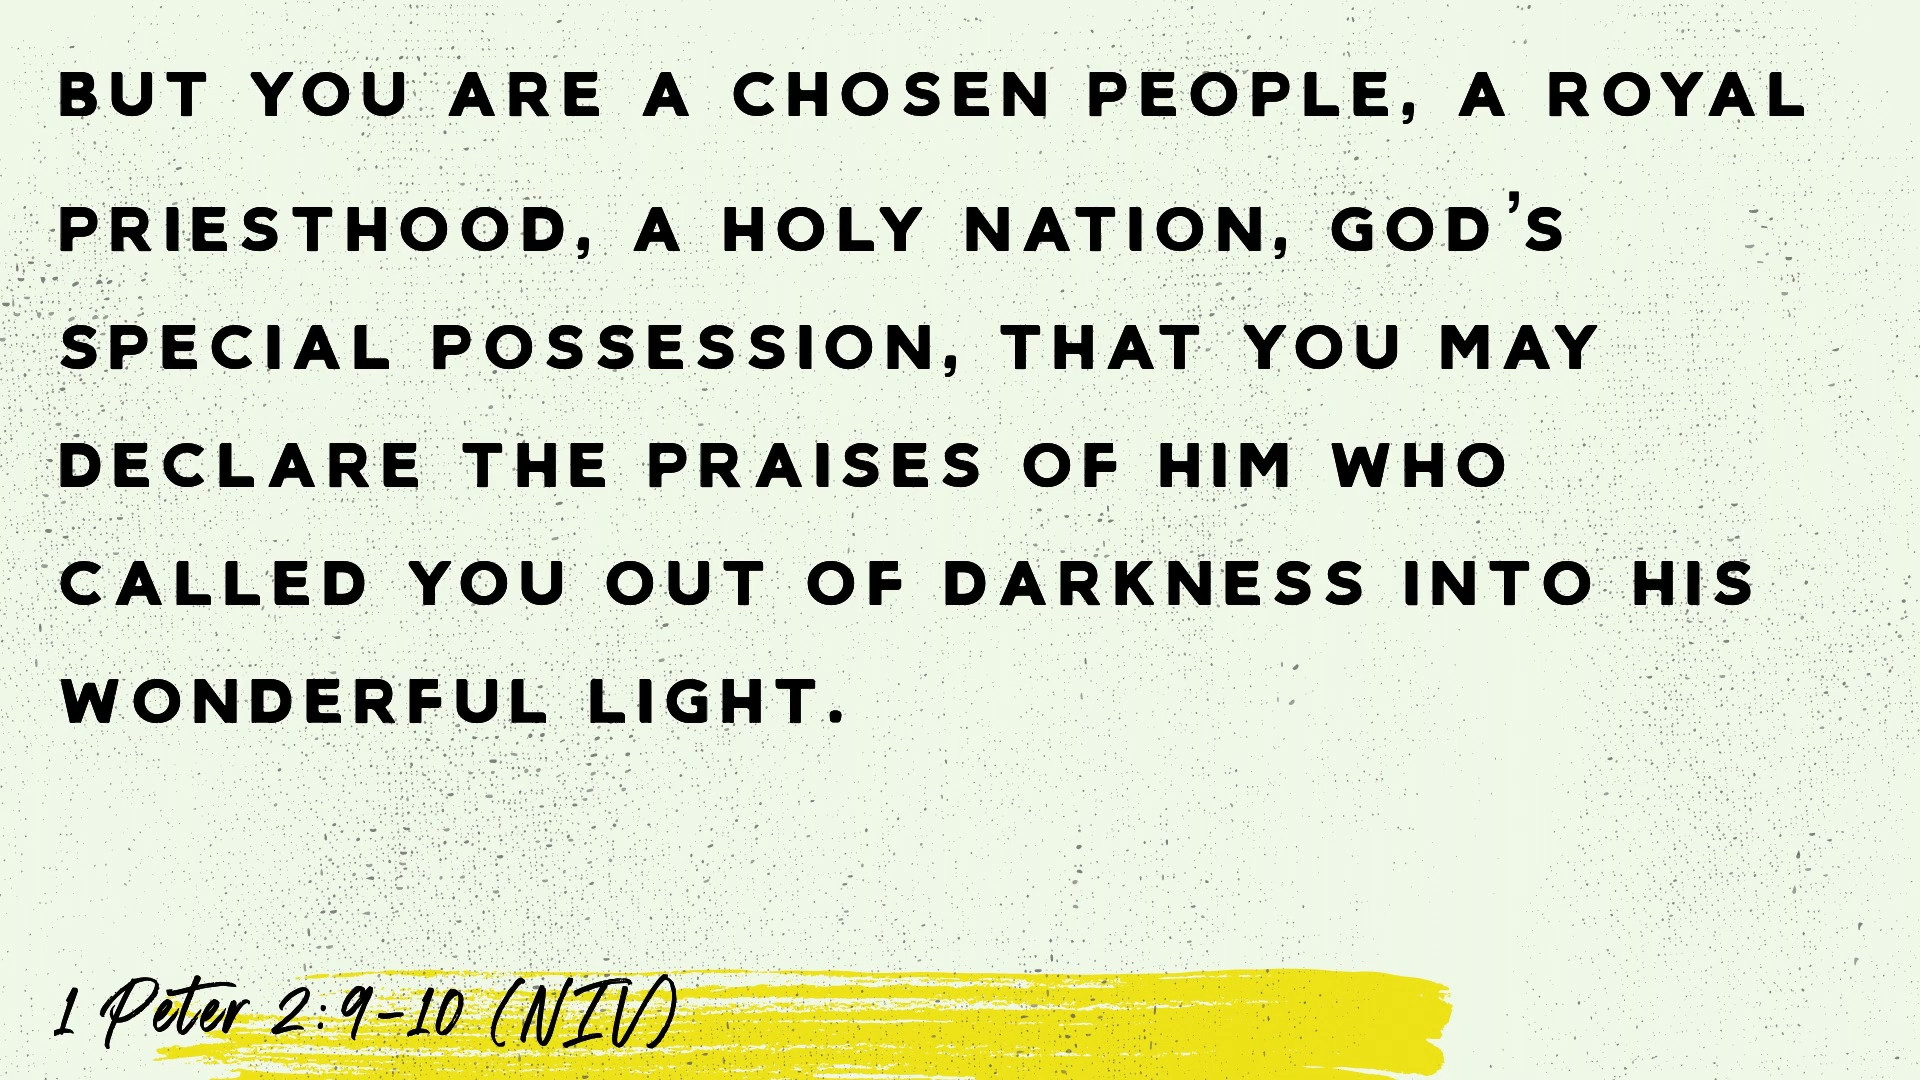 BUT YOU ARE A CHOSEN PEOPLE, A ROYAL
PRIESTHOOD, A HOLY NATION, GOD'S
SPECIAL POSSESSION, THAT YOU MAY
DECLARE THE PRAISES OF HIM WHO
CALLED YOU OUT OF DARKNESS INTO HIS
WONDERFUL LIGHT.
1 Peter 2:9-10 (NIV)